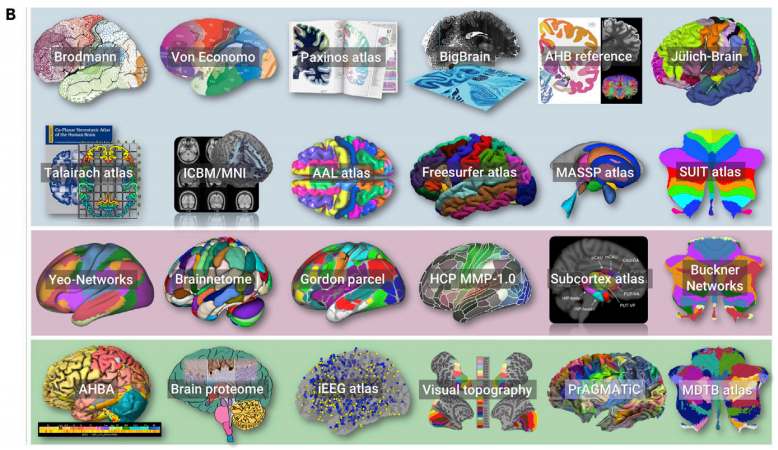 B
Brodmann
Von Economo
Paxinos atlas
BigBrain
AHB reference
Jülich-Brain
Co-Planar Stereotaxic Atlas
of the Human Brain
Talairach atlas
ICBM/MNI
AAL atlas
Freesurfer atlas
MASSP atlas
SUIT atlas
Yeo-Networks
Brainnetome
Gordon parcel
HCP MMP-1.0
Subcortex atlas
Buckner
Networks
AHBA
Brain proteome
iEEG atlas
Visual topography
PrAGMATiC
MDTB atlas